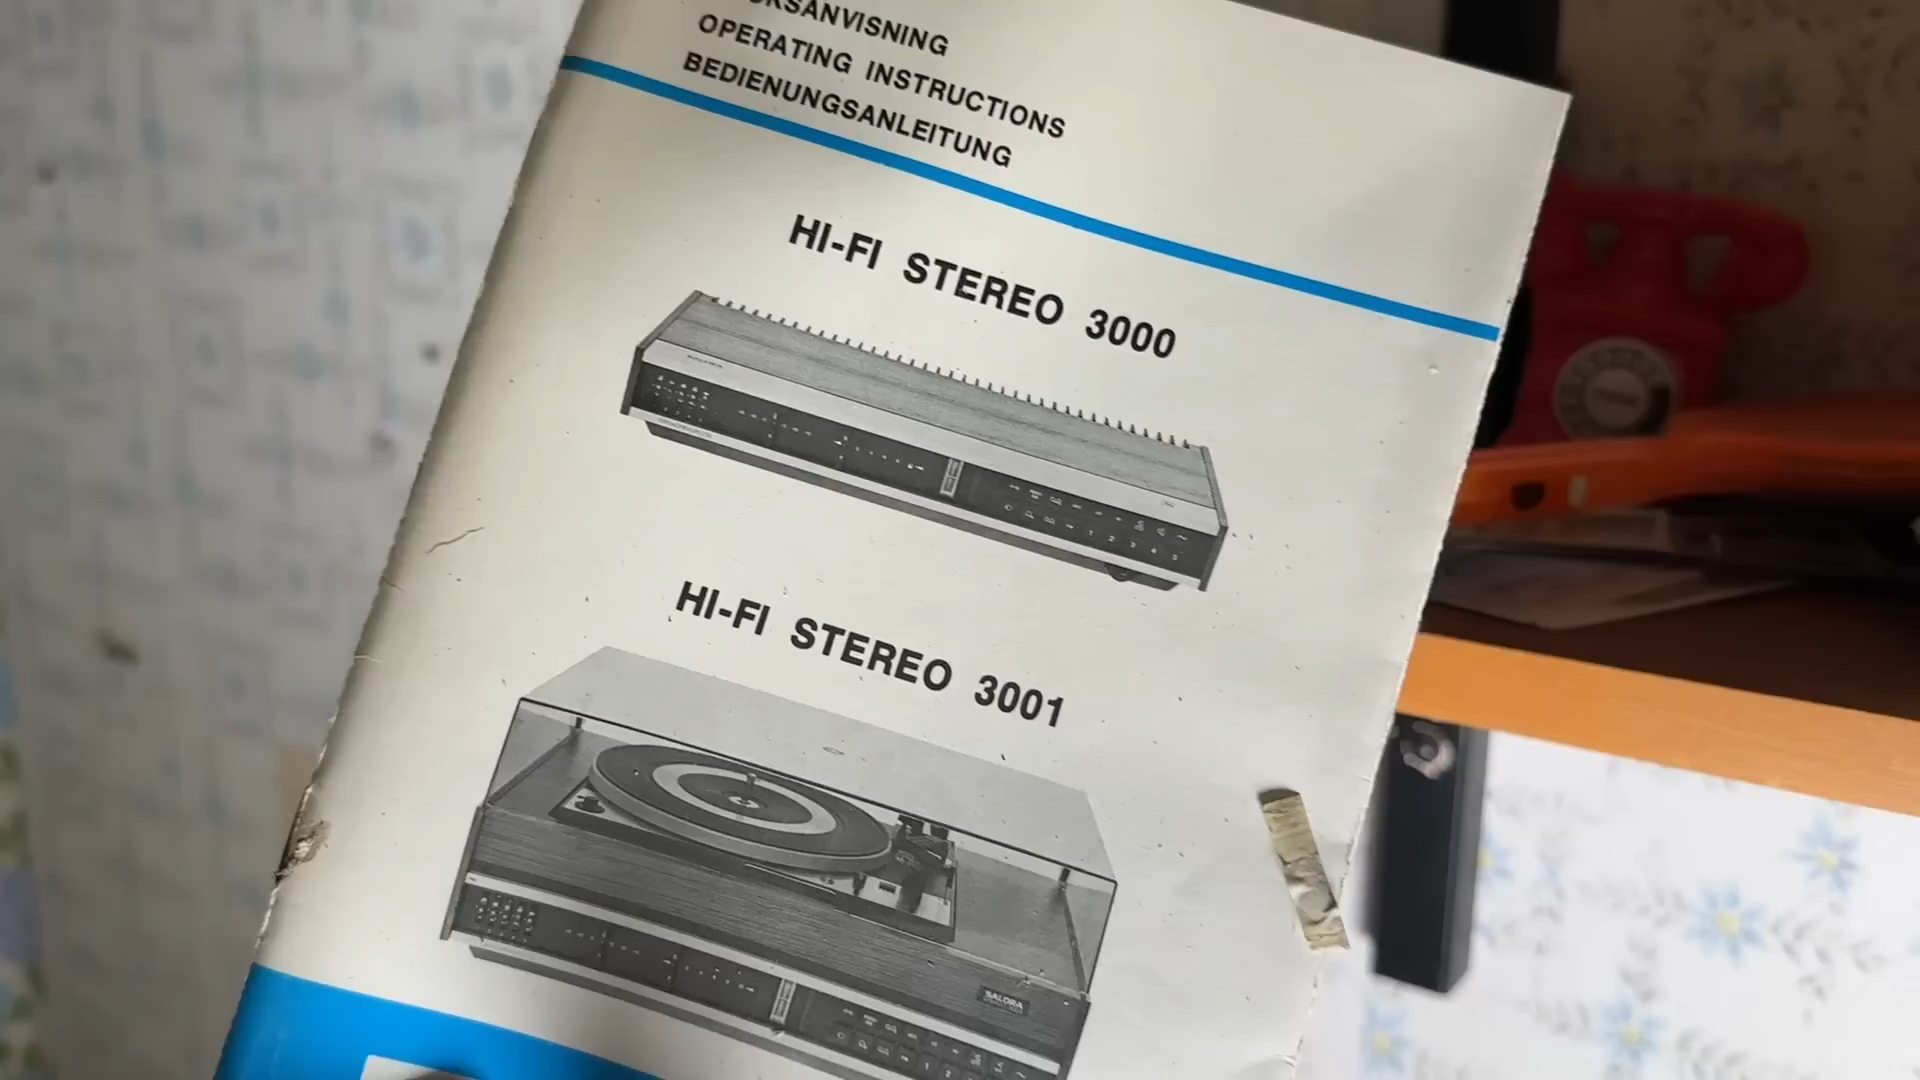 OPERATING INSTRUCTIONS
BEDIENUNGSANLEITUNG
HI-FI STEREO 3000
HI-FI STEREO 3001
SALORA